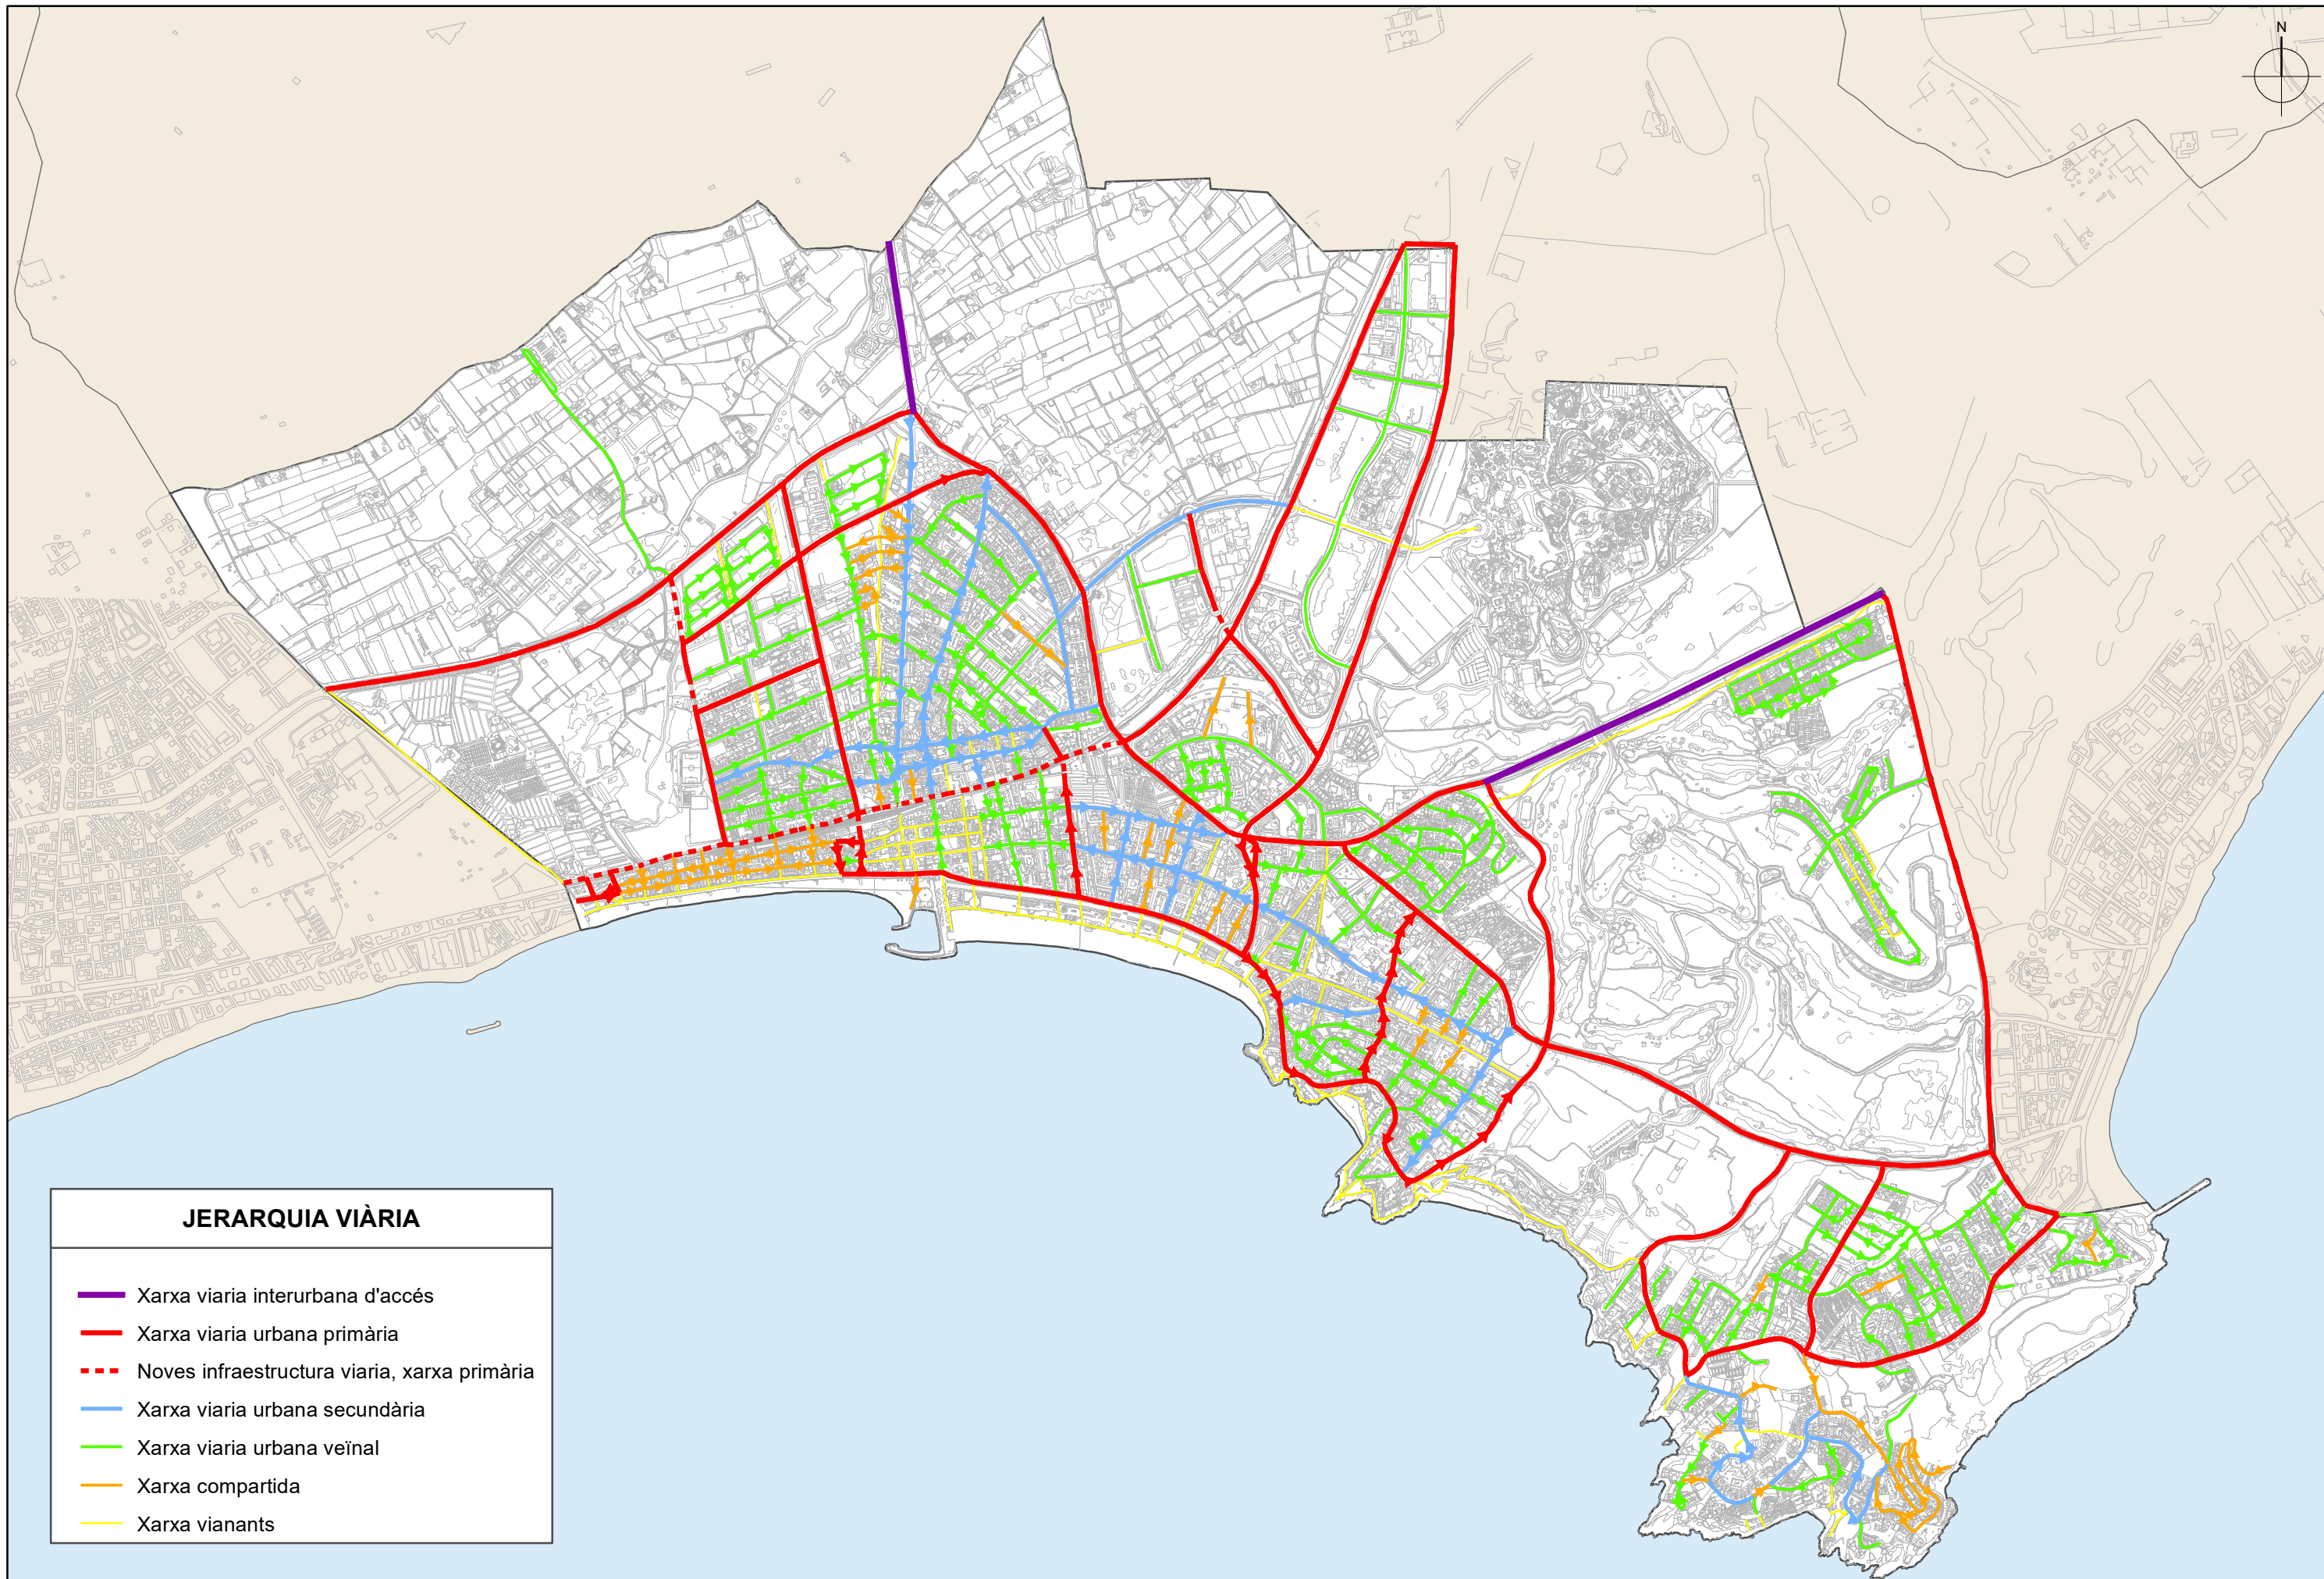 N
JERARQUIA VIÀRIA
Xarxa viaria interurbana d'accés
Xarxa viaria urbana primària
Noves infraestructura viaria, xarxa primària
Xarxa viaria urbana secundària
Xarxa viaria urbana veïnal
Xarxa compartida
Xarxa vianants